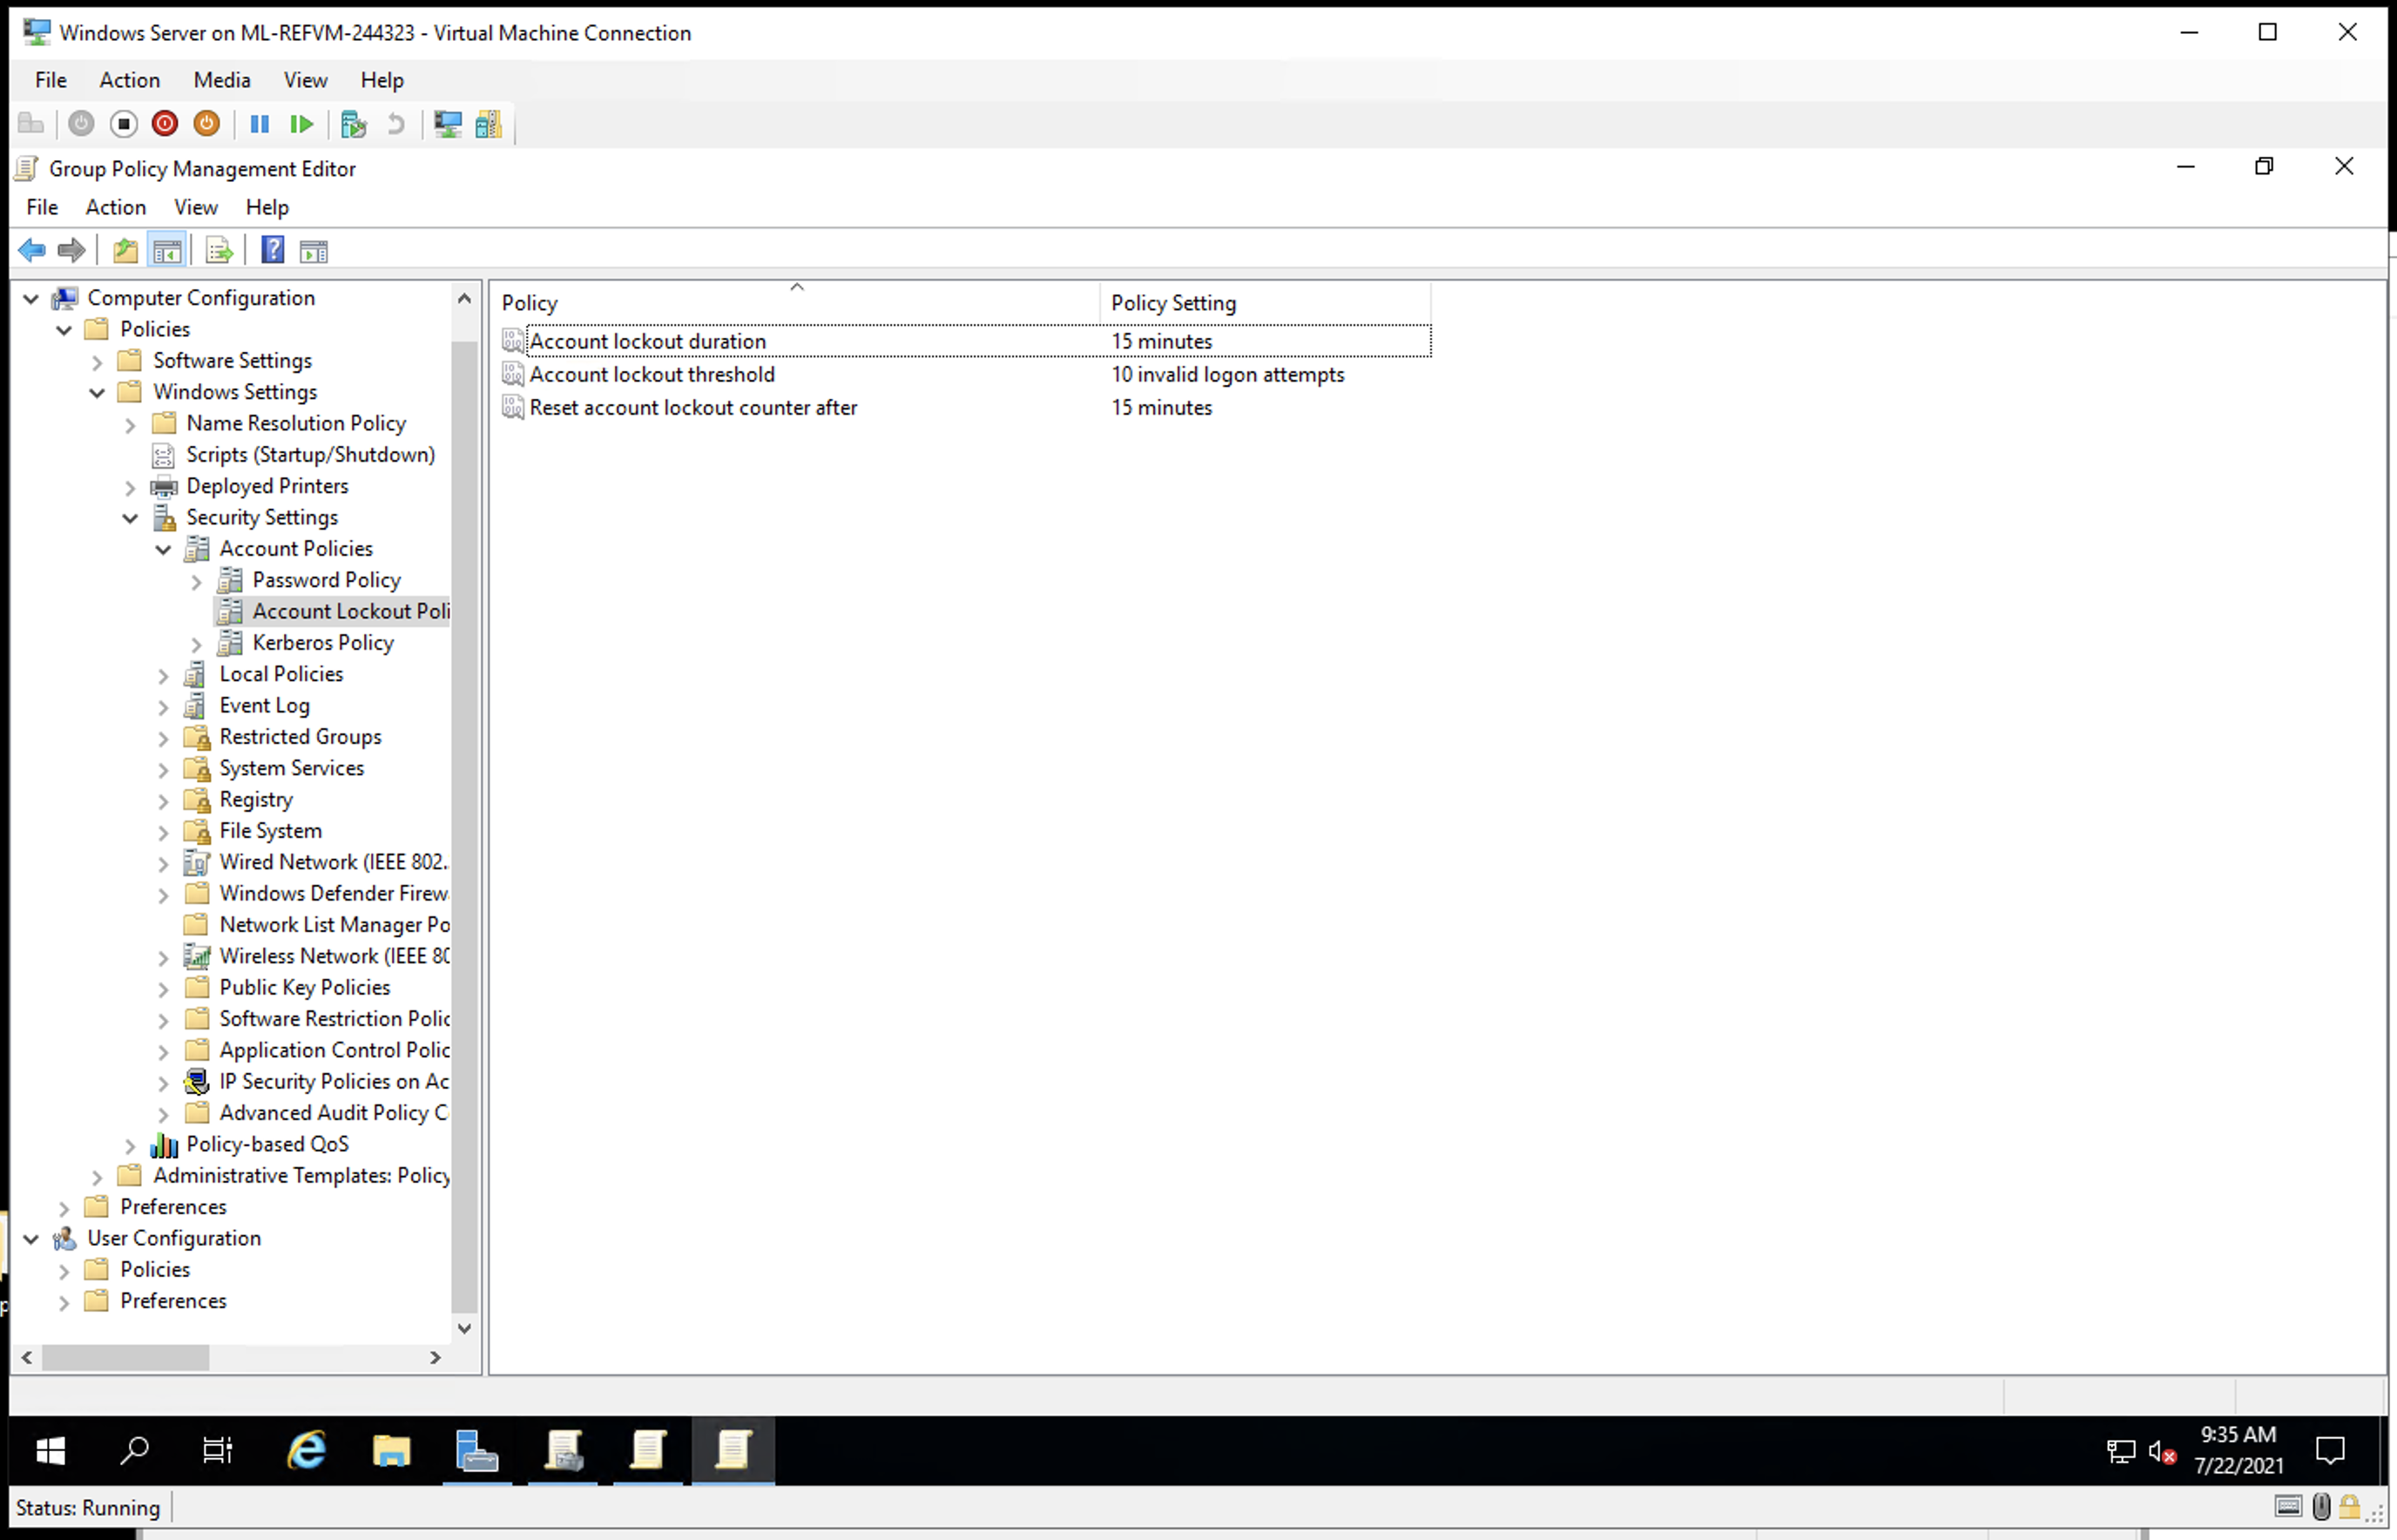 Windows Server on ML-REFVM-244323 - Virtual Machine Connection
File Action Media View Help
Group Policy Management Editor
File Action View Help
Computer Configuration
Policies
Software Settings
Windows Settings
Name Resolution Policy
Scripts (Startup/Shutdown)
Deployed Printers
Security Settings
Account Policies
Password Policy
Account Lockout Poli
Kerberos Policy
Local Policies
Event Log
Restricted Groups
System Services
Registry
File System
Wired Network (IEEE 802..
Windows Defender Firew
Network List Manager Po
Wireless Network (IEEE 80
Public Key Policies
Software Restriction Polic
Application Control Polic
IP Security Policies on Ac
Advanced Audit Policy C
Policy-based QoS
Administrative Templates: Policy
Preferences
User Configuration
Policies
Preferences
Policy Policy Setting
Account lockout duration 15 minutes
Account lockout threshold 10 invalid logon attempts
Reset account lockout counter after 15 minutes
9:35 AM
7/22/2021
Status: Running